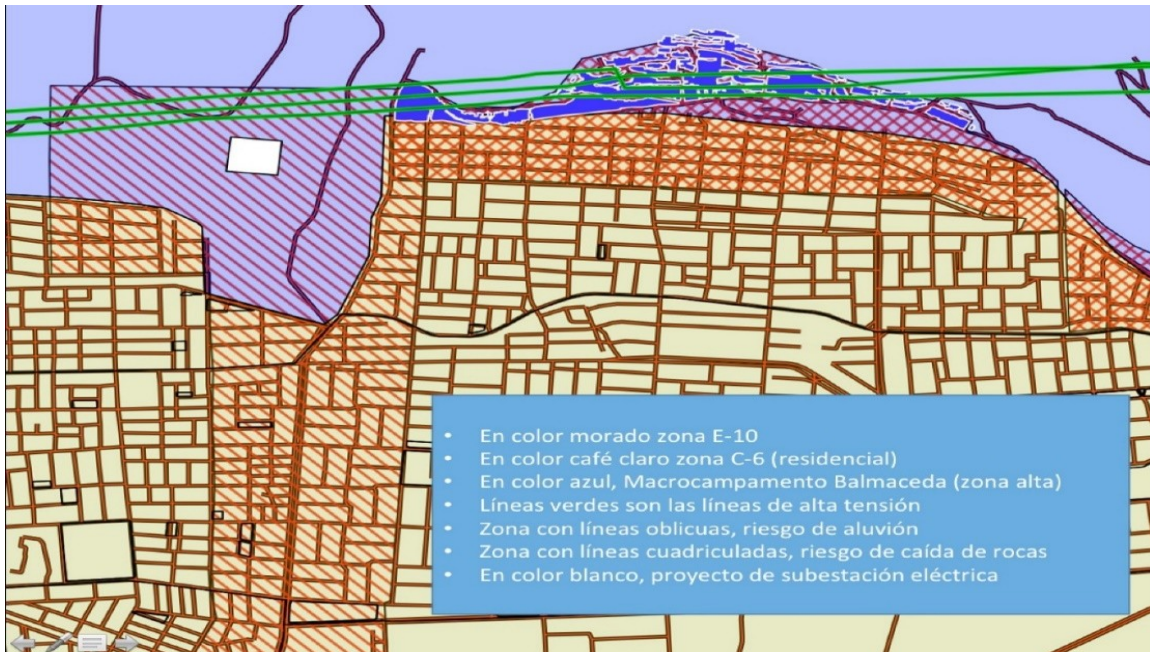 • En color morado zona E-10
• En color café claro zona C-6 (residencial)
• En color azul, Macrocampamento Balmaceda (zona alta)
• Líneas verdes son las líneas de alta tensión
• Zona con líneas oblicuas, riesgo de aluvión
• Zona con líneas cuadriculadas, riesgo de caída de rocas
• En color blanco, proyecto de subestación eléctrica